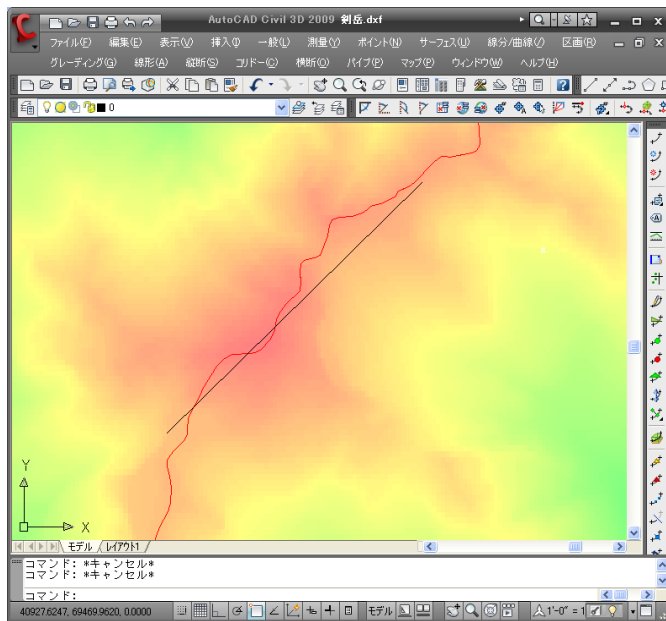 AutoCAD Civil 3D 2009 剣岳.dxf
ファイル(F) 編集(E) 表示(V) 挿入(I) 一般(L) 測量(Y) ポイント(N) サーフェス(U) 線分/曲線(/) 区画(R)
グレーディング(G) 線形(A) 縦断(S) コリドー(C) 横断(O) パイプ(P) マップ(P) ウィンドウ(W) ヘルプ(H)
0
Y
X
モデル レイアウト1
コマンド: *キャンセル*
コマンド: *キャンセル*
コマンド:
40927.6247, 69469.9620, 0.0000 モデル 1'-0" = 1